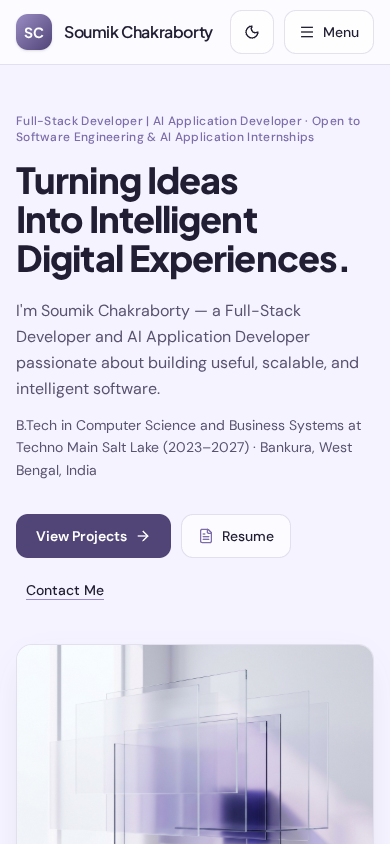 SC
Soumik Chakraborty
Menu
Full-Stack Developer | AI Application Developer · Open to
Software Engineering & AI Application Internships
Turning Ideas
Into Intelligent
Digital Experiences.
I'm Soumik Chakraborty — a Full-Stack
Developer and AI Application Developer
passionate about building useful, scalable, and
intelligent software.
B.Tech in Computer Science and Business Systems at
Techno Main Salt Lake (2023–2027) · Bankura, West
Bengal, India
View Projects
Resume
Contact Me